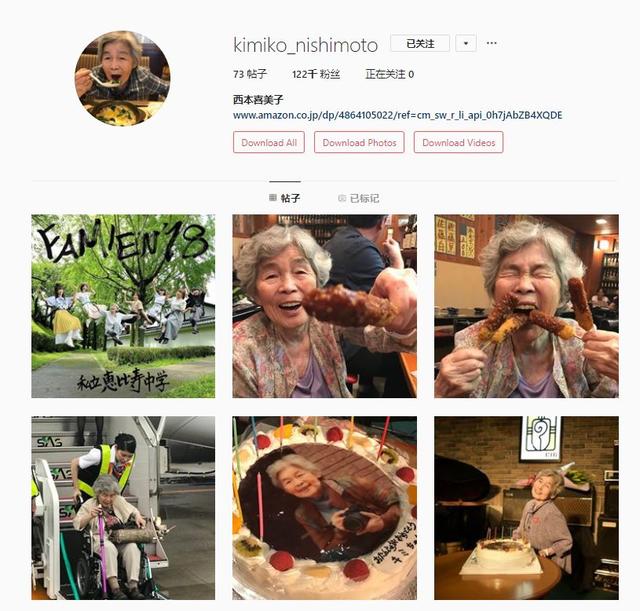 kimiko_nishimoto 已关注
73 帖子 122千 粉丝 正在关注 0
西本喜美子
www.amazon.co.jp/dp/4864105022/ref=cm_sw_r_li_api_0h7jAbZB4XQDE
Download All Download Photos Download Videos
帖子 已标记
FAMIEN'18
私立恵比寿中学
SAS
SAS